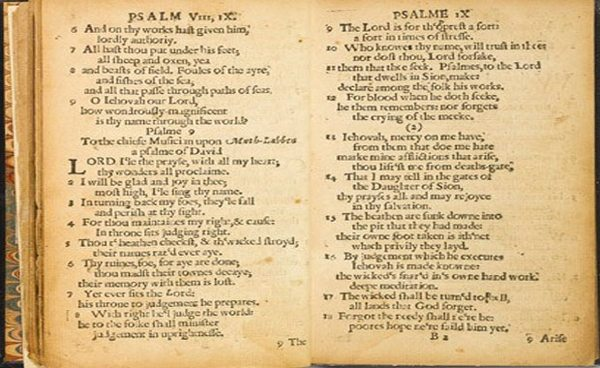 PSALM VIII, IX.
6 And on thy works hast given him,
lordly authoriy.
7 All hast thou put under his feet;
all sheep and oxen, yea
8 and beasts of field. Foules of the ayre,
and fishes of the sea;
and all that passe through paths of seas.
9 O Iehovah our Lord,
how wondrously-magnificent
is thy name through the world?
Psalme 9
To the chiefe Musician upon Muth-Labben
a psalme of David
LORD I'le the prayse, with all my heart;
thy wonders all proclaime.
2 I will be glad and joy in thee;
most high, I'le sing thy name.
3 In turning back my foes, they'le fall
and perish at thy sight.
4 For thou maintaines my right, & cause:
In throne sits judging right.
5 Thou t'heathen checkst, & th'wicked stroyd;
their names raz'd ever aye.
6 Thy ruines, foe, for aye are done;
thou madst their townes decaye;
their memory with them is lost.
7 Yet ever sits the Lord:
his throne to judgement he prepares.
8 With right he'l judge the world:
he to the folke shall minister
judgement in uprightnesse.
9 The
PSALME IX
9 The Lord is for th'oprest a fort:
a fort in times of stresse.
10 Who knowes thy name, will trust in thee:
nor dost thou, Lord forsake,
11 them that thee seek. Psalmes, to the Lord
that dwells in Sion, make:
declare among the folk his works.
12 For blood when he doth seeke,
he them remembers: nor forgets
the crying of the meeke.
(2)
13 Iehovah, mercy on me have,
from them that doe me hate
marke mine afflictions that arise,
thou lift'st me from deaths-gate,
14 That I may tell in the gates of
the Daughter of Sion,
thy prayses all. and may rejoyce
in thy salvation.
15 The heathen are sunk downe into
the pit that they had made:
their owne foot taken is ith'net
which privily they layd.
16 By judgement which he executes
Iehovah is made knowne:
the wicked's snar'd in's owne hand work.
deepe meditation.
17 The wicked shall be turn'd to hell,
all lands that God forget.
18 Forgot the needy shall ne're be:
poores hope ne're faild him yet.
B 2
9 Arise